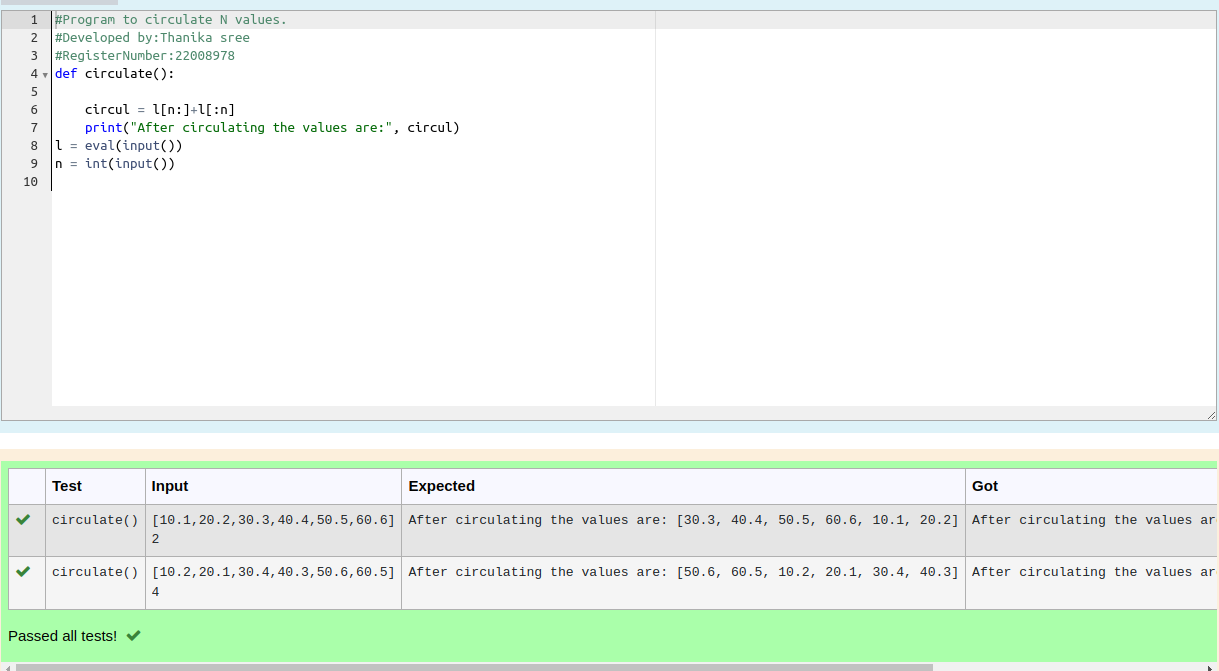 1 #Program to circulate N values.
2 #Developed by:Thanika sree
3 #RegisterNumber:22008978
4 def circulate():
5
6     circul = l[n:]+l[:n]
7     print("After circulating the values are:", circul)
8 l = eval(input())
9 n = int(input())
10
Test Input Expected Got
circulate() [10.1,20.2,30.3,40.4,50.5,60.6] After circulating the values are: [30.3, 40.4, 50.5, 60.6, 10.1, 20.2] After circulating the values ar
2
circulate() [10.2,20.1,30.4,40.3,50.6,60.5] After circulating the values are: [50.6, 60.5, 10.2, 20.1, 30.4, 40.3] After circulating the values ar
4
Passed all tests!